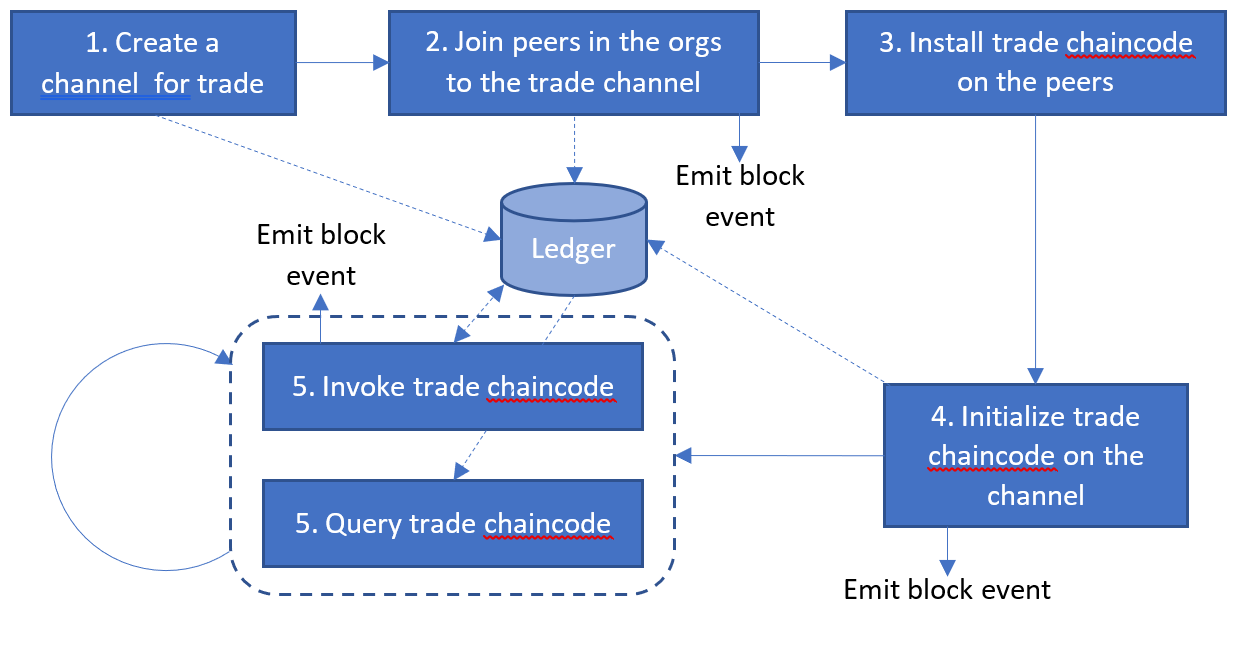 1. Create a
channel  for trade
2. Join peers in the orgs
to the trade channel
3. Install trade chaincode
on the peers
Emit block
event
Ledger
Emit block
event
5. Invoke trade chaincode
4. Initialize trade
chaincode on the
channel
5. Query trade chaincode
Emit block event